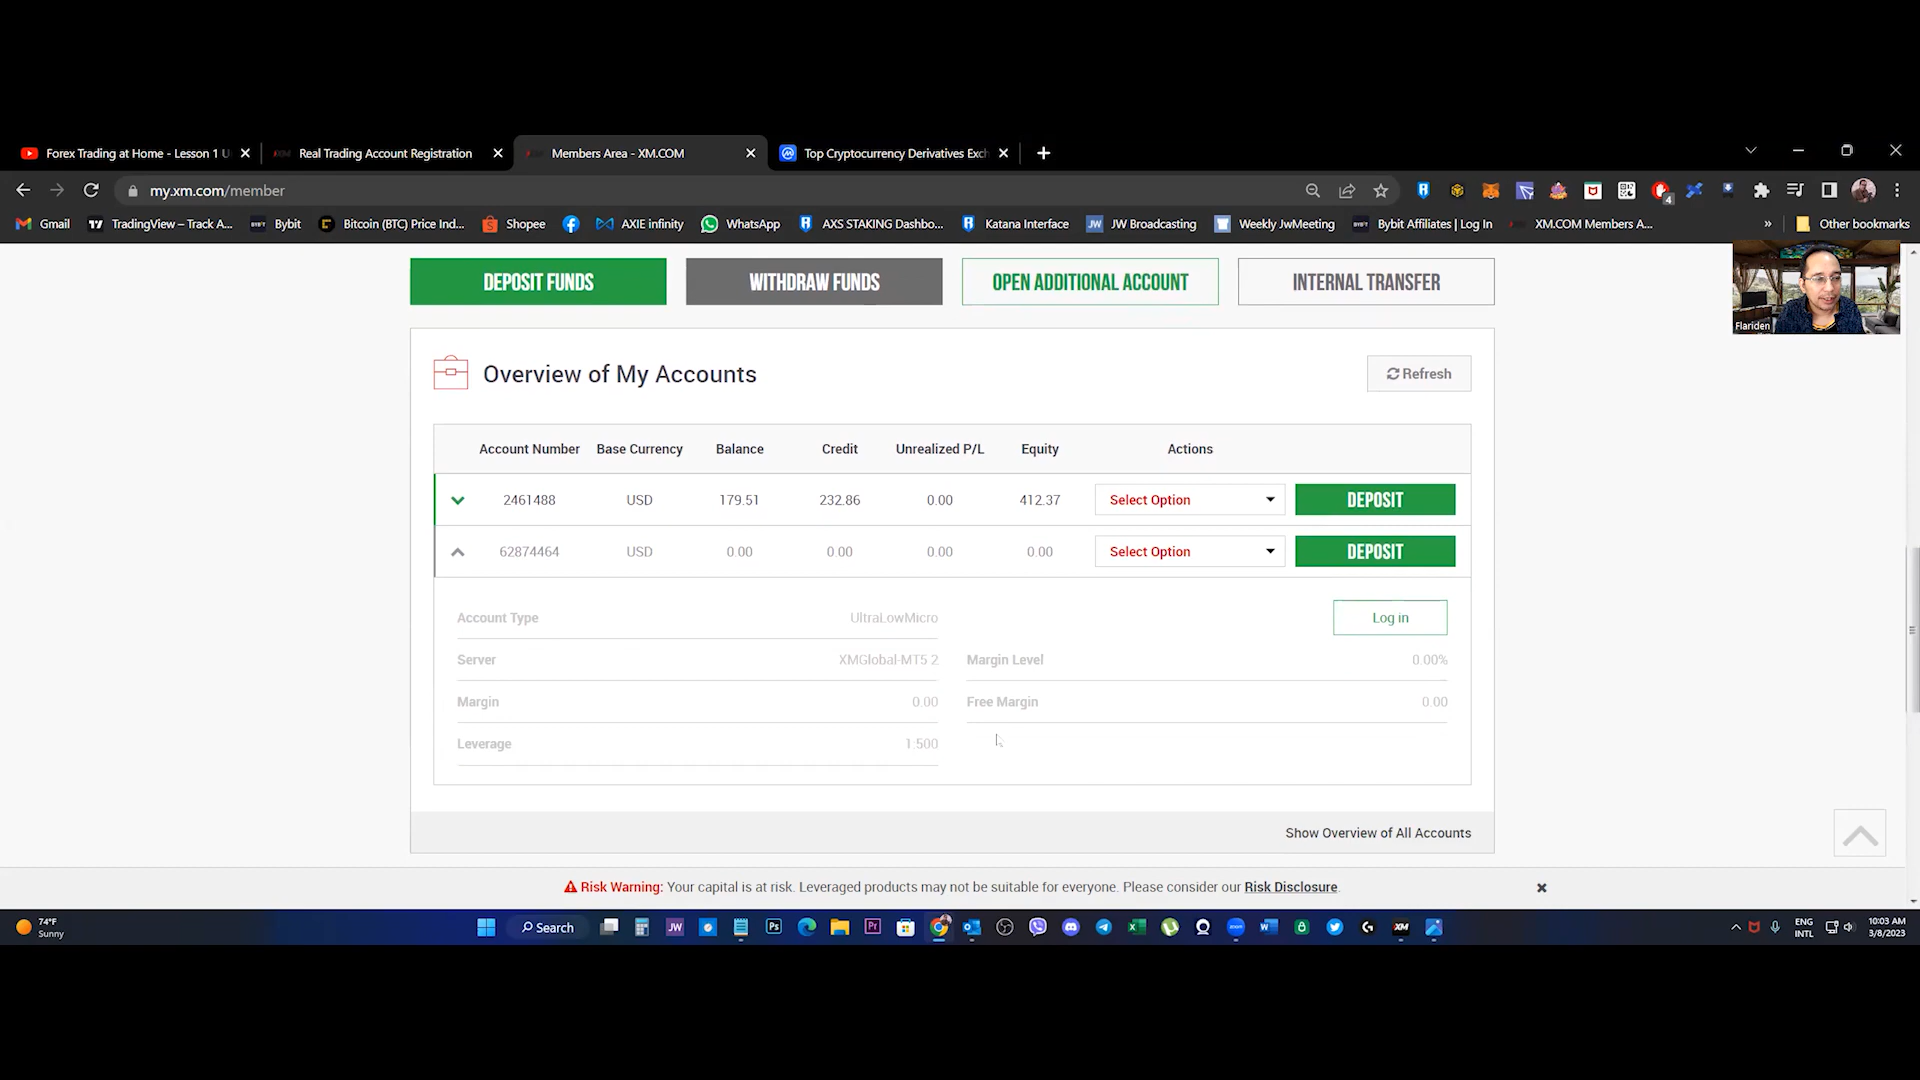 Forex Trading at Home - Lesson 1 U
Real Trading Account Registration
Members Area - XM.COM
Top Cryptocurrency Derivatives Exch
my.xm.com/member
4
Gmail
TradingView – Track A...
Bybit
Bitcoin (BTC) Price Ind...
Shopee
AXIE infinity
WhatsApp
AXS STAKING Dashbo...
Katana Interface
JW Broadcasting
Weekly JwMeeting
Bybit Affiliates | Log In
XM.COM Members A...
»
Other bookmarks
DEPOSIT FUNDS
WITHDRAW FUNDS
OPEN ADDITIONAL ACCOUNT
INTERNAL TRANSFER
Flariden
Overview of My Accounts
Refresh
Account Number Base Currency Balance Credit Unrealized P/L Equity Actions
2461488 USD 179.51 232.86 0.00 412.37 Select Option DEPOSIT
62874464 USD 0.00 0.00 0.00 0.00 Select Option DEPOSIT
Account Type UltraLowMicro
Log in
Server XMGlobal-MT5 2
Margin Level 0.00%
Margin 0.00
Free Margin 0.00
Leverage 1:500
Show Overview of All Accounts
Risk Warning: Your capital is at risk. Leveraged products may not be suitable for everyone. Please consider our Risk Disclosure.
74°F
Sunny
Search
JW
Ps
Pr
XM
ENG
INTL
10:03 AM
3/8/2023